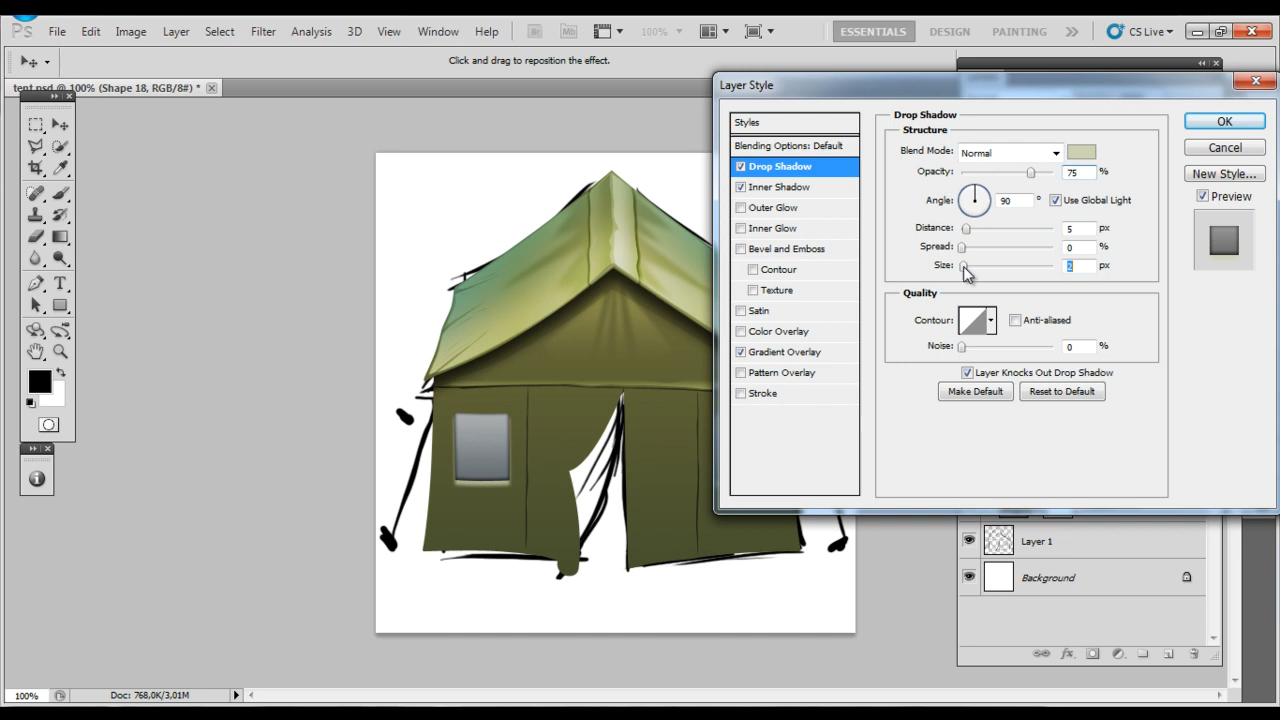 Ps File Edit Image Layer Select Filter Analysis 3D View Window Help Br Mb 100% ESSENTIALS DESIGN PAINTING CS Live
Click and drag to reposition the effect.
tent.psd @ 100% (Shape 18, RGB/8#) *
Layer Style
Styles
Blending Options: Default
Drop Shadow
Inner Shadow
Outer Glow
Inner Glow
Bevel and Emboss
Contour
Texture
Satin
Color Overlay
Gradient Overlay
Pattern Overlay
Stroke
Drop Shadow
Structure
Blend Mode: Normal
Opacity: 75 %
Angle: 90 ° Use Global Light
Distance: 5 px
Spread: 0 %
Size: 2 px
Quality
Contour: Anti-aliased
Noise: 0 %
Layer Knocks Out Drop Shadow
Make Default Reset to Default
OK
Cancel
New Style...
Preview
T
Layer 1
Background
fx
100% Doc: 768,0K/3,01M